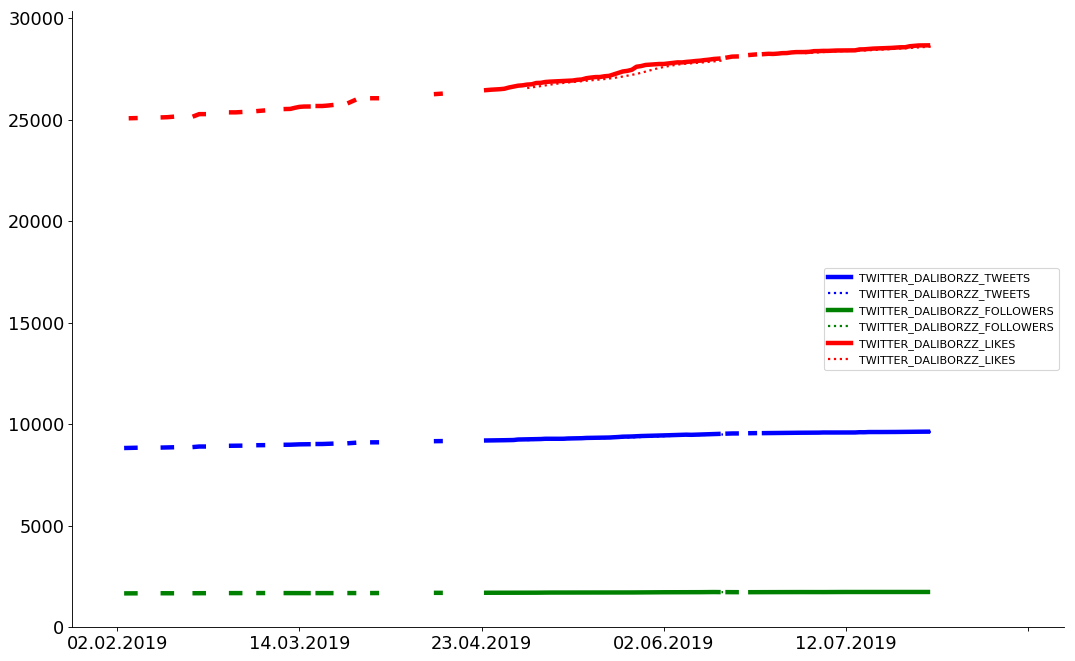 30000
25000
20000
15000
10000
5000
0
TWITTER_DALIBORZZ_TWEETS
TWITTER_DALIBORZZ_TWEETS
TWITTER_DALIBORZZ_FOLLOWERS
TWITTER_DALIBORZZ_FOLLOWERS
TWITTER_DALIBORZZ_LIKES
TWITTER_DALIBORZZ_LIKES
02.02.2019 14.03.2019 23.04.2019 02.06.2019 12.07.2019